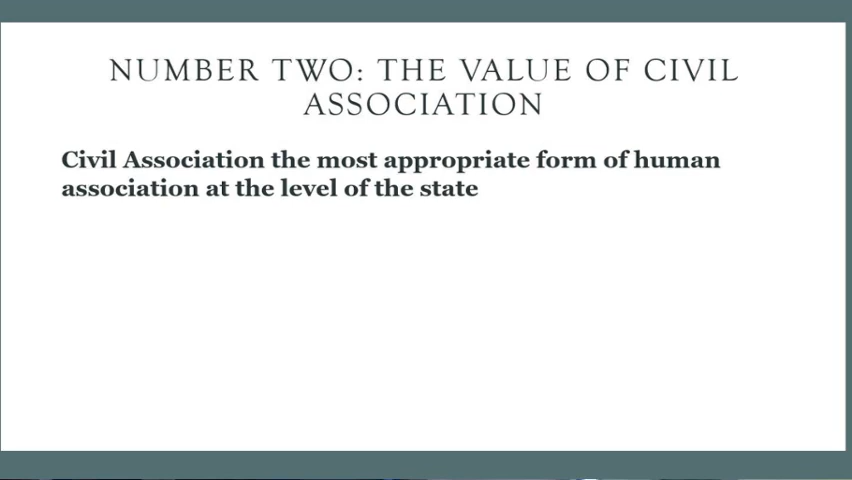 NUMBER TWO: THE VALUE OF CIVIL
ASSOCIATION
Civil Association the most appropriate form of human
association at the level of the state